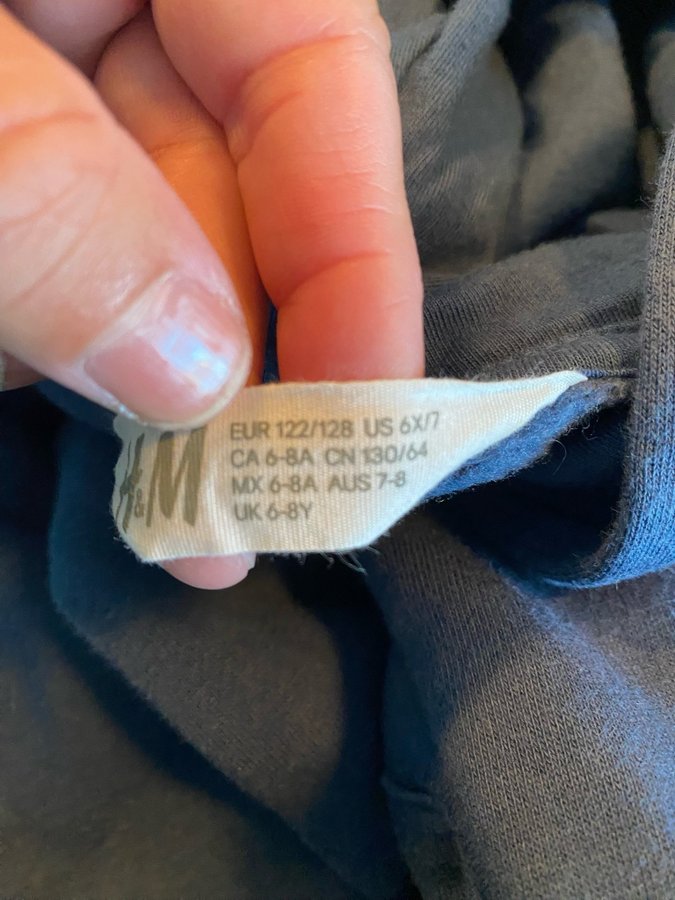 H&M
EUR 122/128 US 6X/7
CA 6-8A CN 130/64
MX 6-8A AUS 7-8
UK 6-8Y